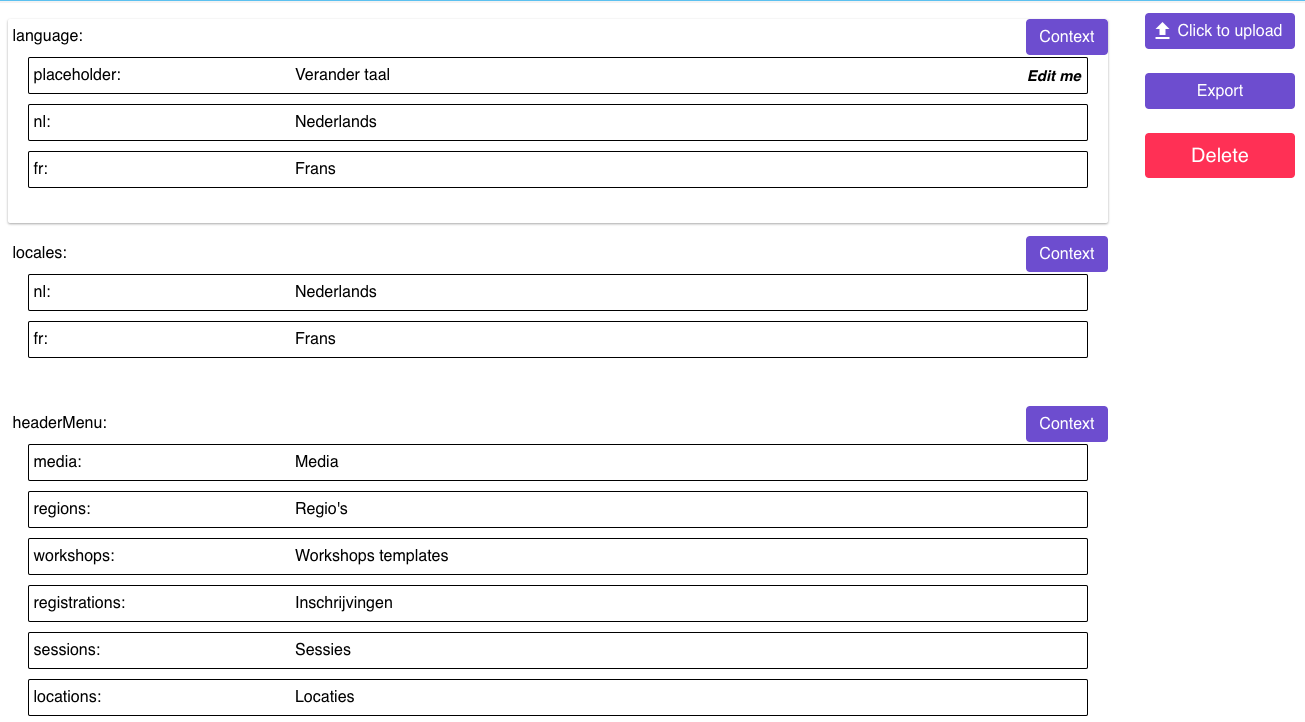 language:
Context
placeholder: Verander taal Edit me
nl: Nederlands
fr: Frans
locales:
Context
nl: Nederlands
fr: Frans
headerMenu:
Context
media: Media
regions: Regio's
workshops: Workshops templates
registrations: Inschrijvingen
sessions: Sessies
locations: Locaties
Click to upload
Export
Delete